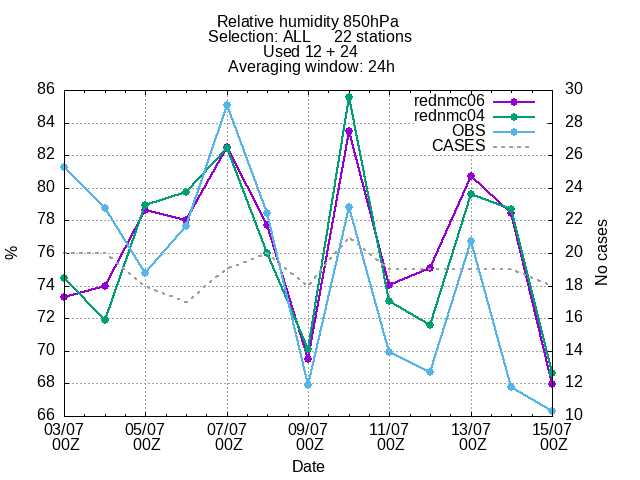 Relative humidity 850hPa
Selection: ALL 22 stations
Used 12 + 24
Averaging window: 24h
86 30
84 28
82 26
80 24
78 22
76 20
74 18
72 16
70 14
68 12
66 10
rednmc06
rednmc04
OBS
CASES
%
No cases
03/07 05/07 07/07 09/07 11/07 13/07 15/07
00Z 00Z 00Z 00Z 00Z 00Z 00Z
Date